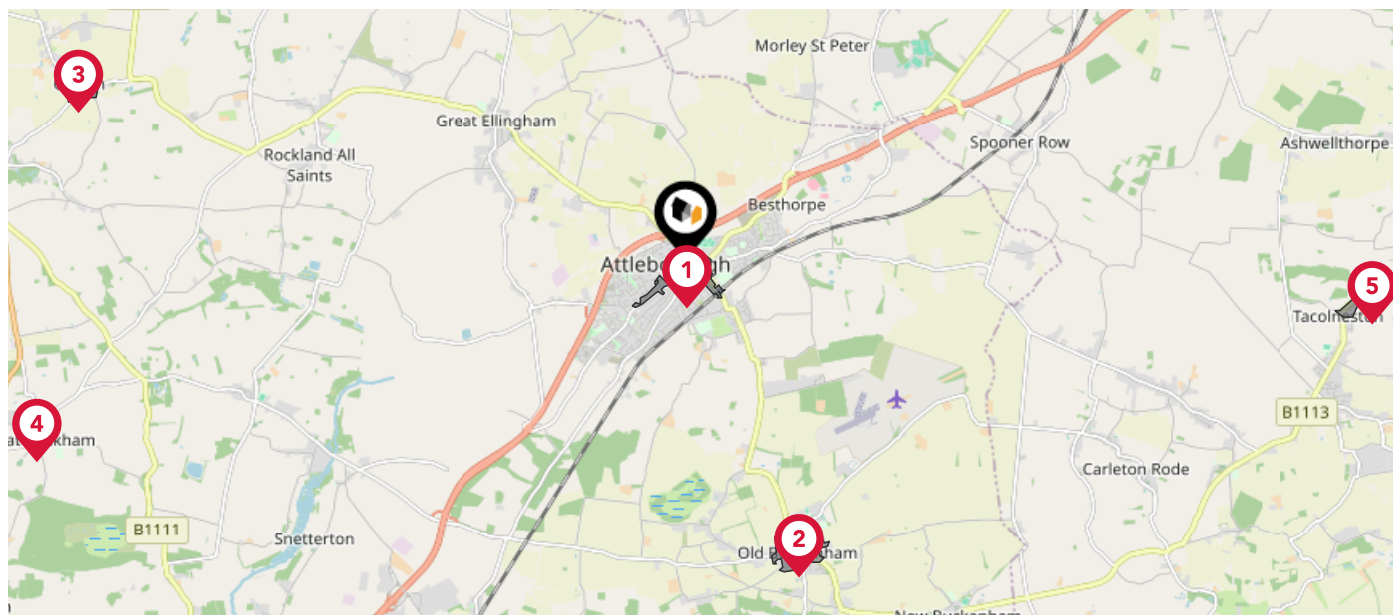 Morley St Peter
3
Great Ellingham
Spooner Row
Ashwellthorpe
Rockland All
Saints
Besthorpe
1
5
2
4
B1113
Carleton Rode
B1111
Snetterton